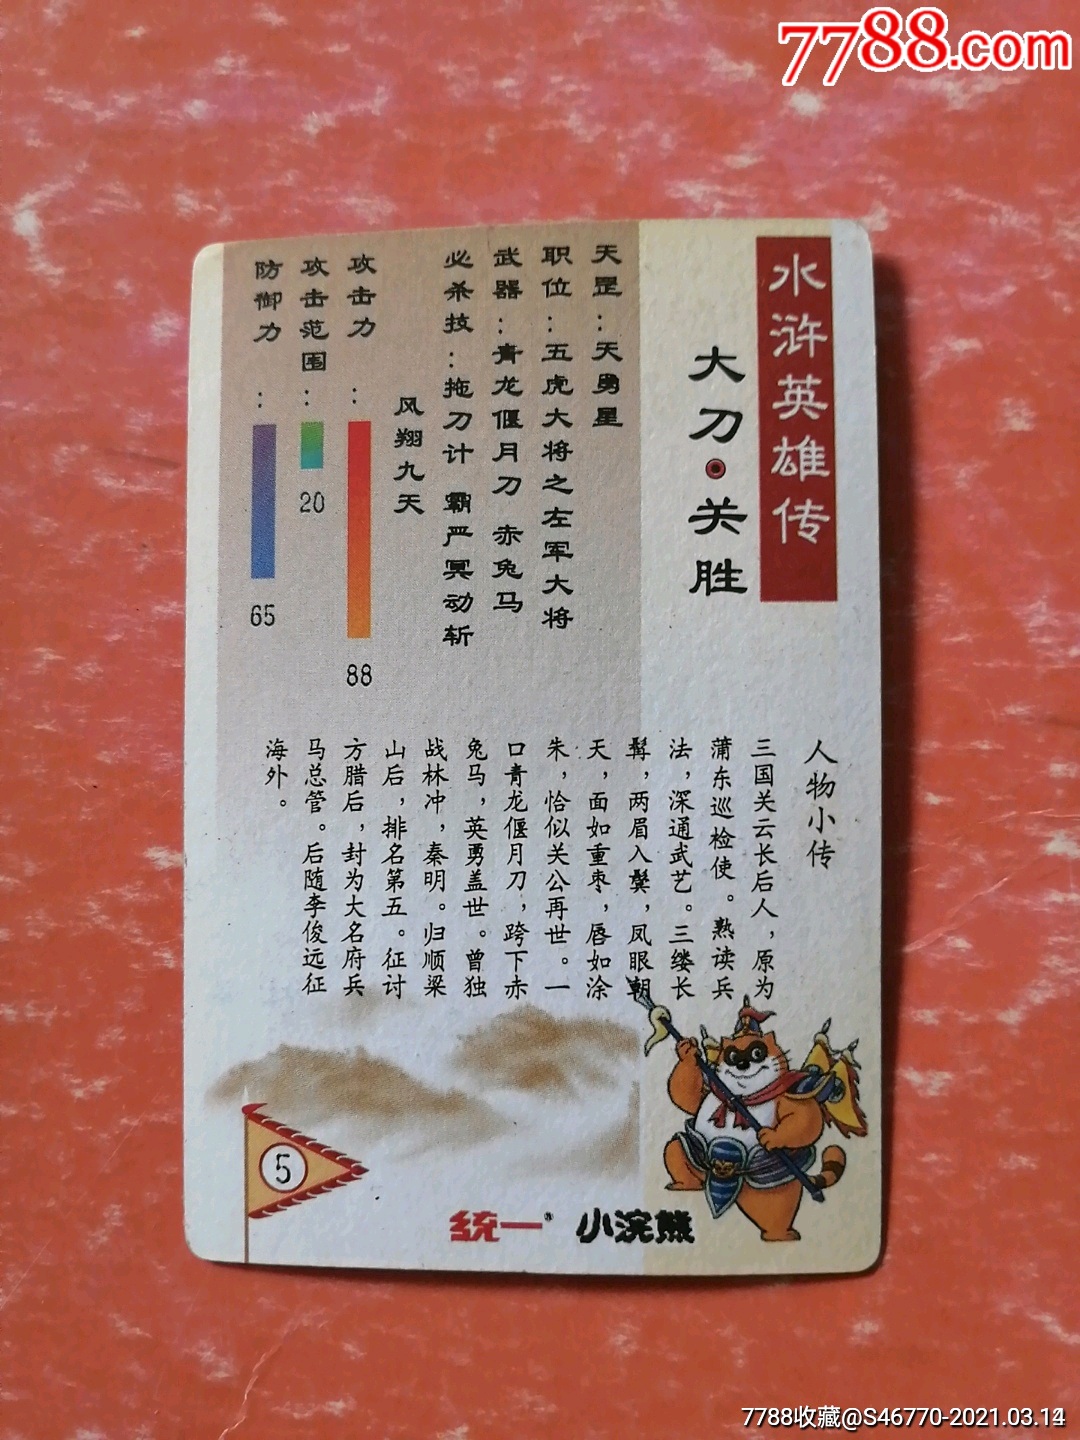 7788.com
水浒英雄传
大刀·关胜
天罡：天勇星
职位：五虎大将之左军大将
武器：青龙偃月刀 赤兔马
必杀技：拖刀计 霸严冥动斩
风翔九天
攻击力：88
攻击范围：20
防御力：65
人物小传
三国关云长后人，原为
蒲东巡检使。熟读兵
法，深通武艺。三缕长
髯，两眉入鬓，凤眼朝
天，面如重枣，唇如涂
朱，恰似关公再世。一
口青龙偃月刀，跨下赤
兔马，英勇盖世。曾独
战林冲，秦明。归顺梁
山后，排名第五。征讨
方腊后，封为大名府兵
马总管。后随李俊远征
海外。
5
统一® 小浣熊
7788收藏@S46770-2021.03.14